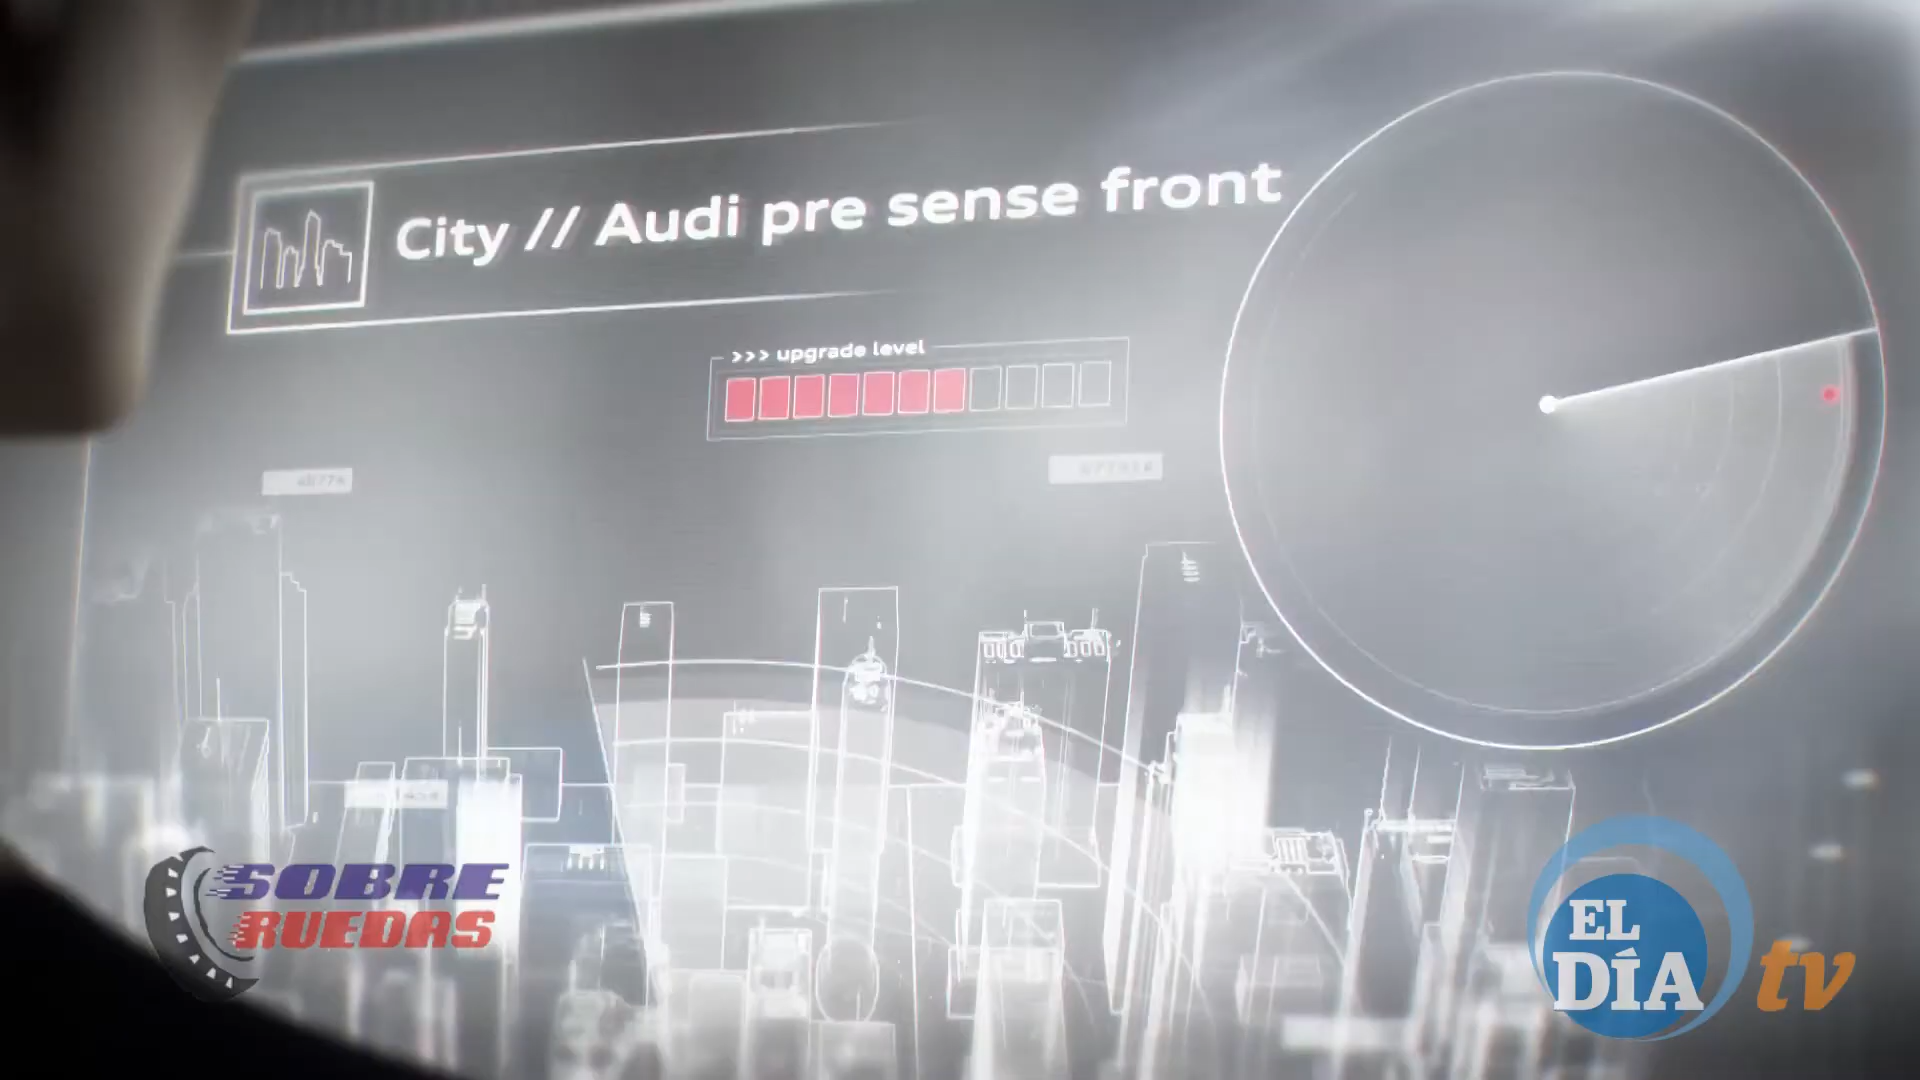 City // Audi pre sense front
>>> upgrade level
SOBRE
RUEDAS
EL
DÍA tv